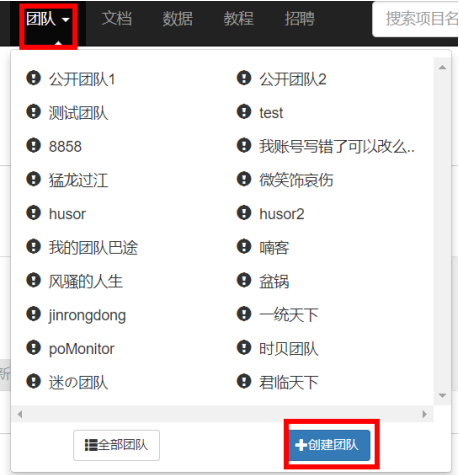 团队 文档 数据 教程 招聘 搜索项目名
公开团队1 公开团队2
测试团队 test
8858 我账号写错了可以改么..
猛龙过江 微笑饰哀伤
husor husor2
我的团队巴途 喃客
风骚的人生 盆锅
jinrongdong 一统天下
poMonitor 时贝团队
新
迷の团队 君临天下
全部团队 创建团队